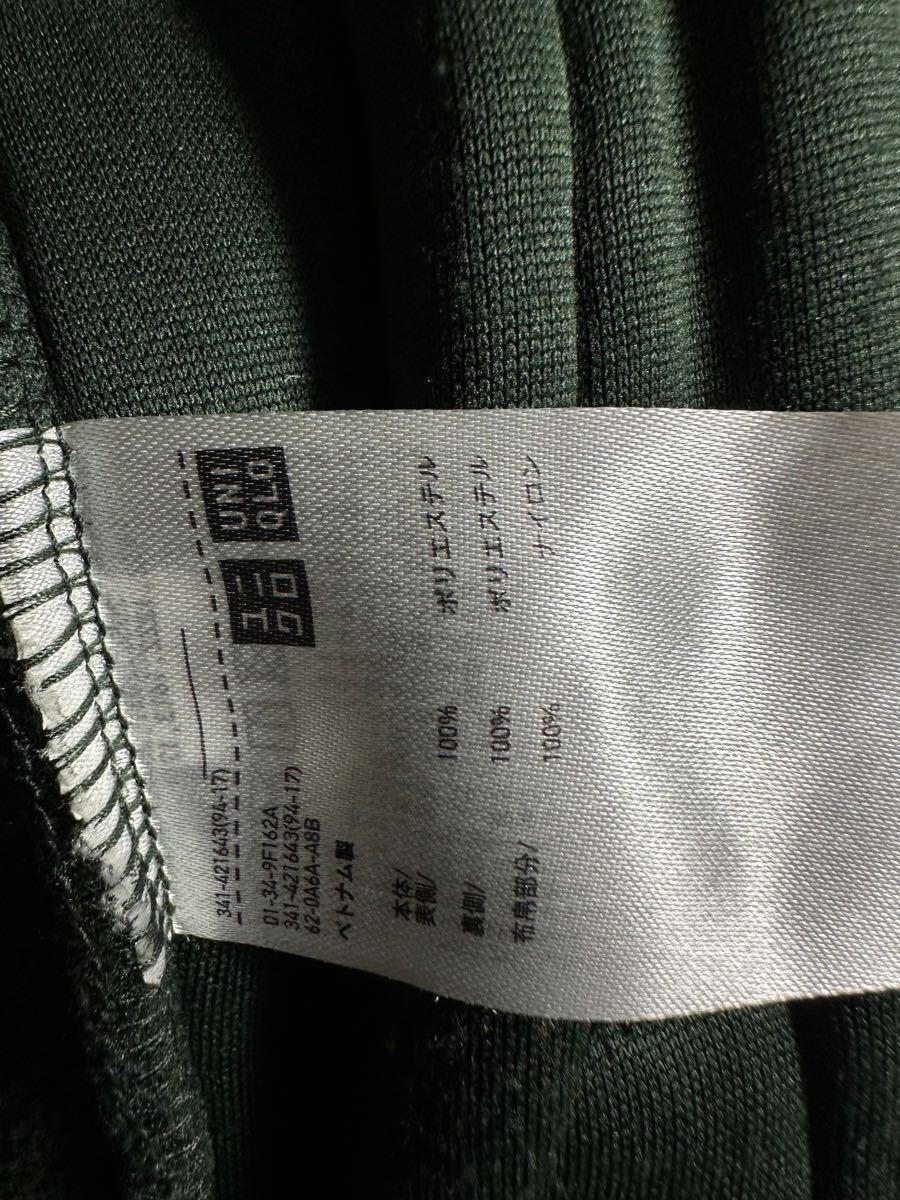 341-421643(94-17)
ユニ
クロ
UNI
QLO
D1-34-9F162A
341-421643(94-17)
62-0A6A-A8B
ベトナム製
本体/
表側/ 100% ポリエステル/
裏側/ 100% ポリエステル/
布帛部分/ 100% ナイロン/